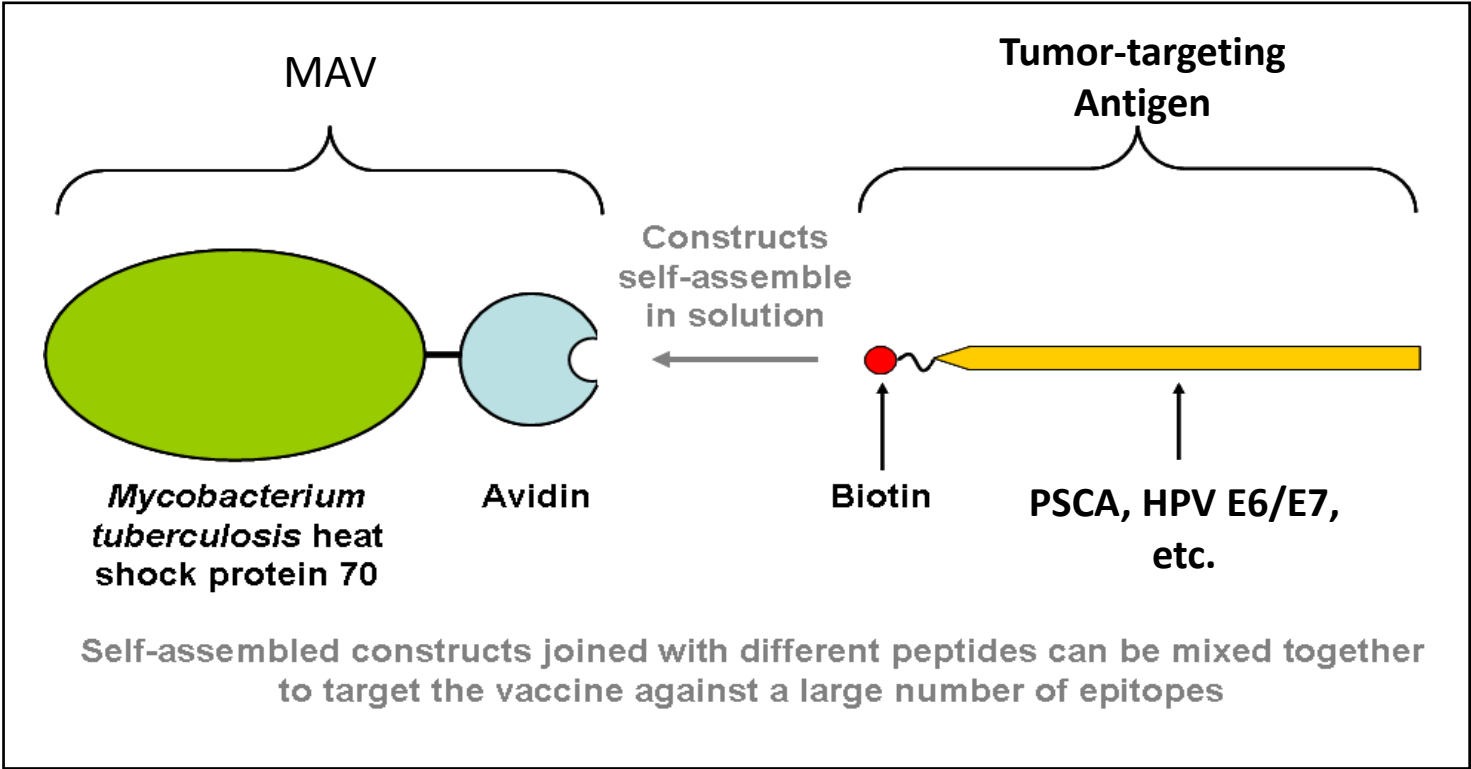 MAV
Tumor-targeting
Antigen
Constructs
self-assemble
in solution
Mycobacterium
tuberculosis heat
shock protein 70
Avidin
Biotin
PSCA, HPV E6/E7,
etc.
Self-assembled constructs joined with different peptides can be mixed together
to target the vaccine against a large number of epitopes